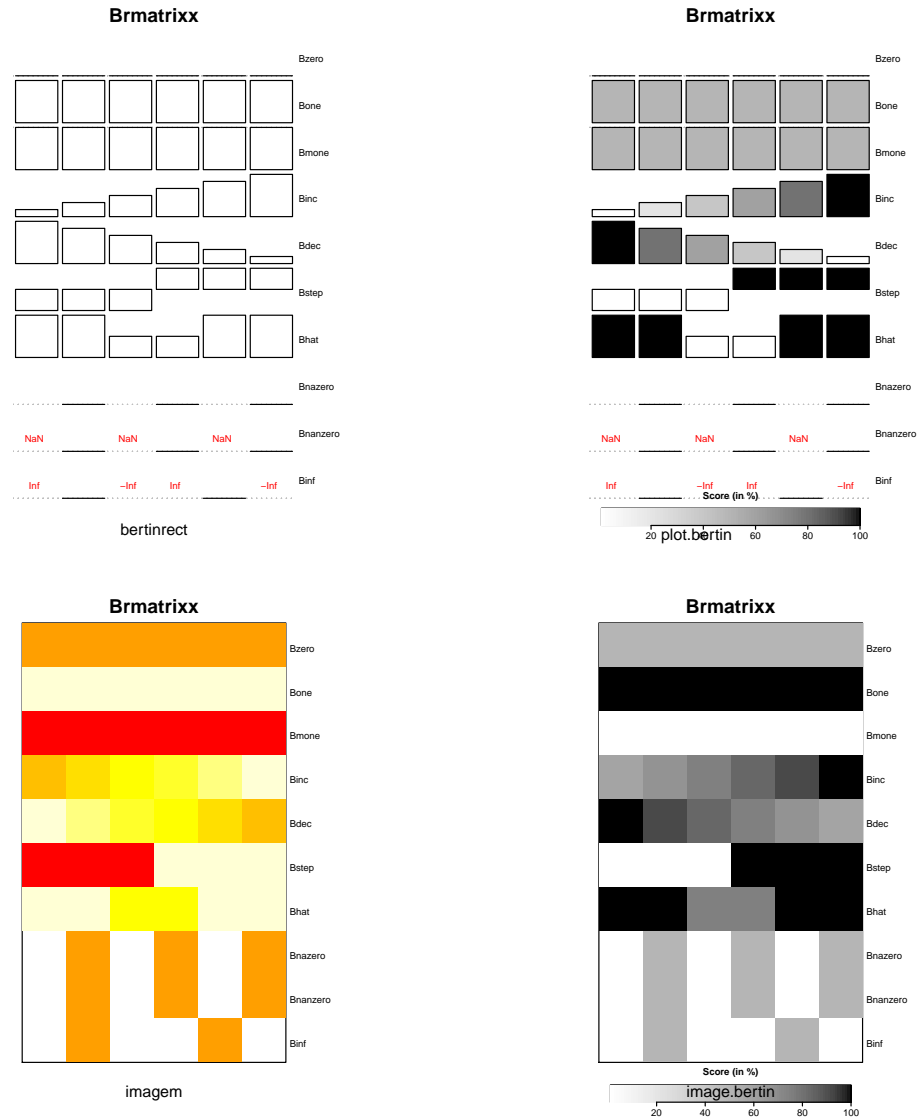 Brmatrixx
Bzero
Bone
Bmone
Binc
Bdec
Bstep
Bhat
Bnazero
NaN NaN NaN Bnanzero
Inf −Inf Inf −Inf Binf
bertinrect
Brmatrixx
Bzero
Bone
Bmone
Binc
Bdec
Bstep
Bhat
Bnazero
NaN NaN NaN Bnanzero
Inf −Inf Inf −Inf Binf
Score (in %)
20 40 60 80 100
plot.bertin
Brmatrixx
Bzero
Bone
Bmone
Binc
Bdec
Bstep
Bhat
Bnazero
Bnanzero
Binf
imagem
Brmatrixx
Bzero
Bone
Bmone
Binc
Bdec
Bstep
Bhat
Bnazero
Bnanzero
Binf
Score (in %)
image.bertin
20 40 60 80 100